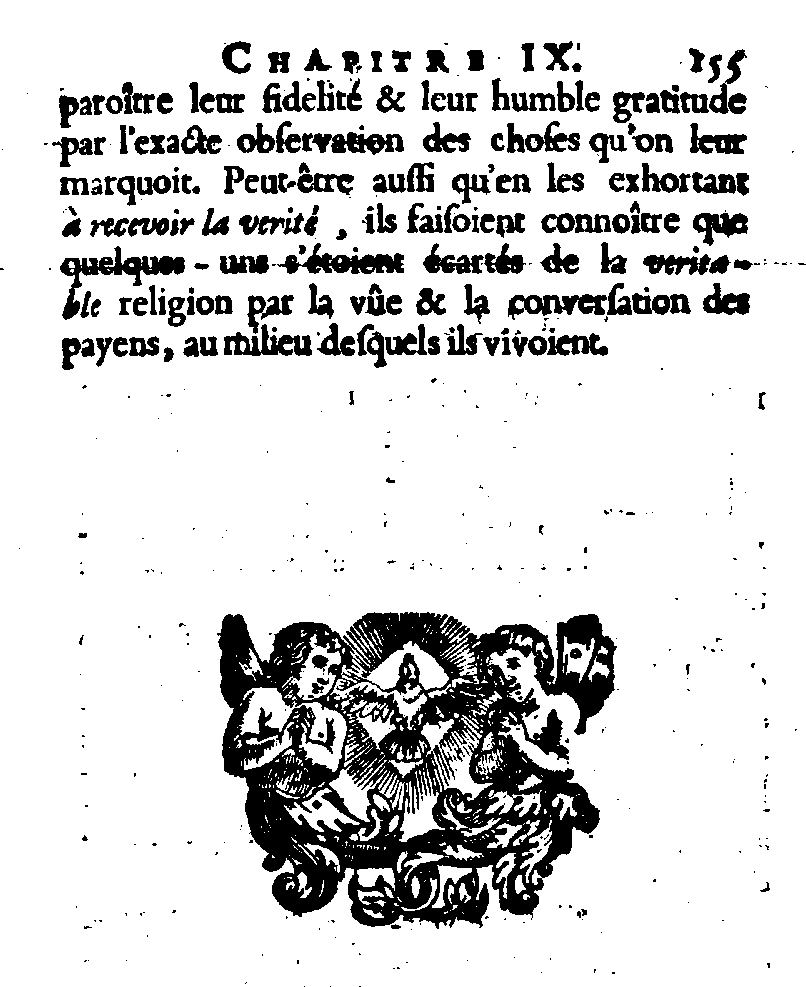 CHAPITRE IX. 155
paroître leur fidelité & leur humble gratitude
par l'exacte obſervation des choſes qu'on leur
marquoit. Peut-être auſſi qu'en les exhortant
à recevoir la verité, ils faiſoient connoître que
quelques-uns s'étoient écartés de la verita-
ble religion par la vûe & la converſation des
payens, au milieu deſquels ils vivoient.